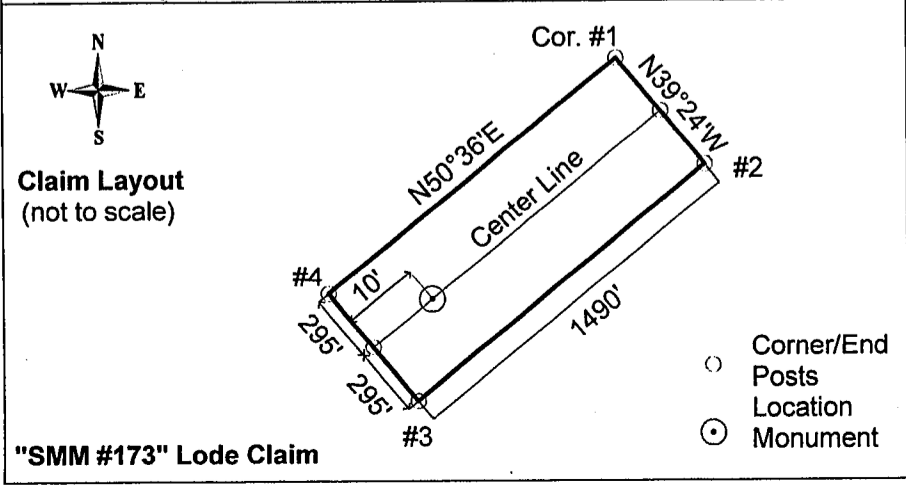 Cor. #1
N
W E
S
N39°24'W
#2
N50°36'E
Center Line
Claim Layout
(not to scale)
#4
10'
295'
295'
1490'
#3
Corner/End
Posts
Location
Monument
"SMM #173" Lode Claim